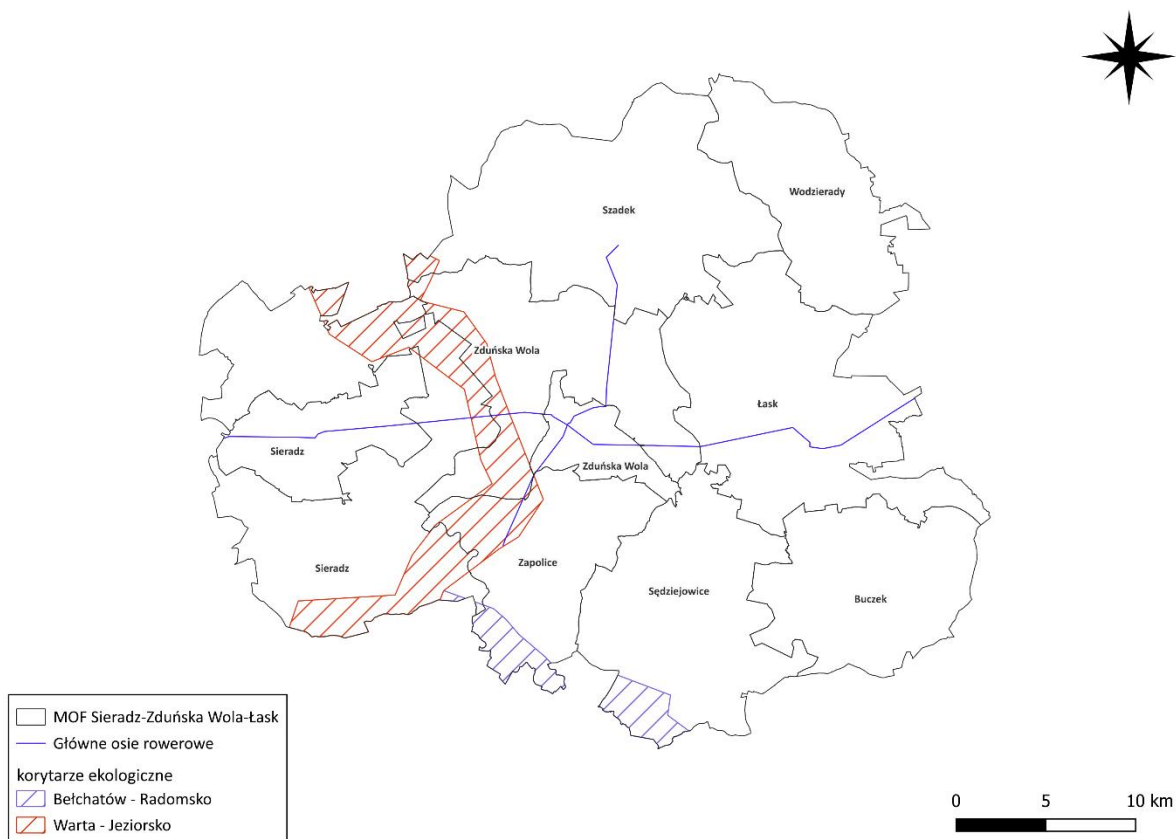 Wodzierady
Szadek
Zduńska Wola
Łask
Sieradz
Zduńska Wola
Zapolice
Sieradz
Sędziejowice
Buczek
MOF Sieradz-Zduńska Wola-Łask
Główne osie rowerowe
korytarze ekologiczne
Bełchatów - Radomsko
Warta - Jeziorsko
0 5 10 km